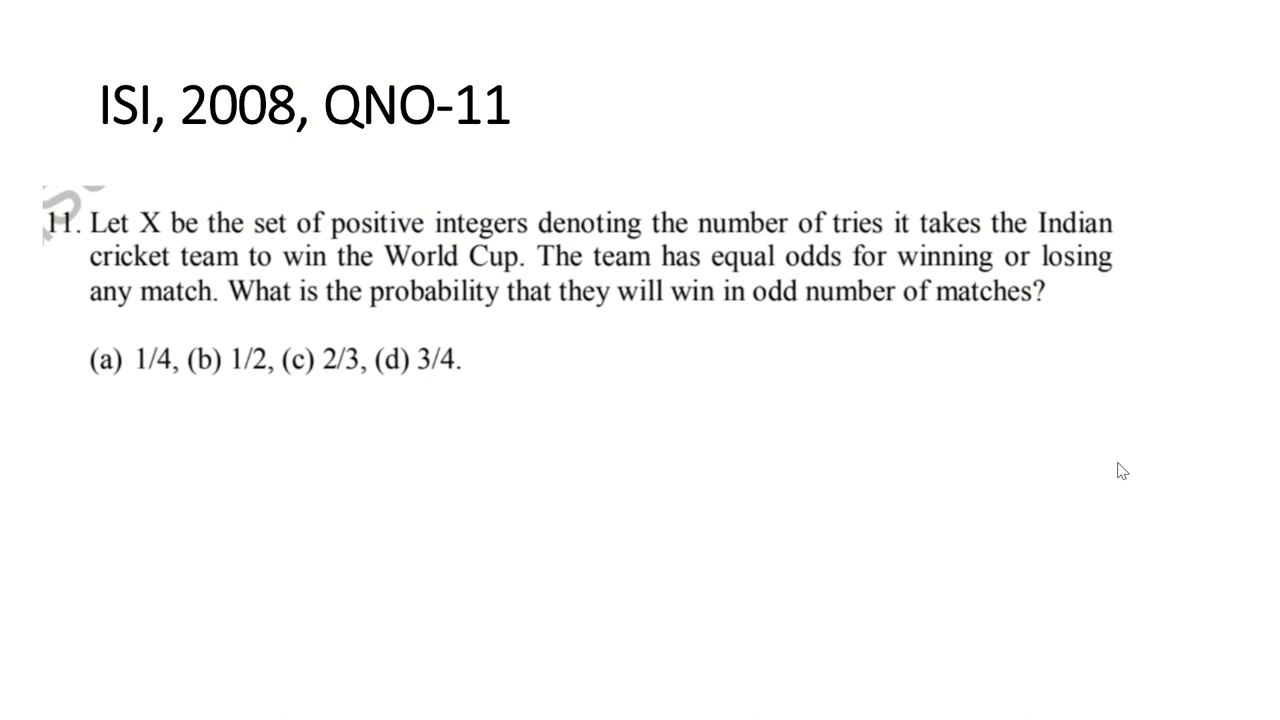 ISI, 2008, QNO-11
11. Let X be the set of positive integers denoting the number of tries it takes the Indian
cricket team to win the World Cup. The team has equal odds for winning or losing
any match. What is the probability that they will win in odd number of matches?
(a) 1/4, (b) 1/2, (c) 2/3, (d) 3/4.